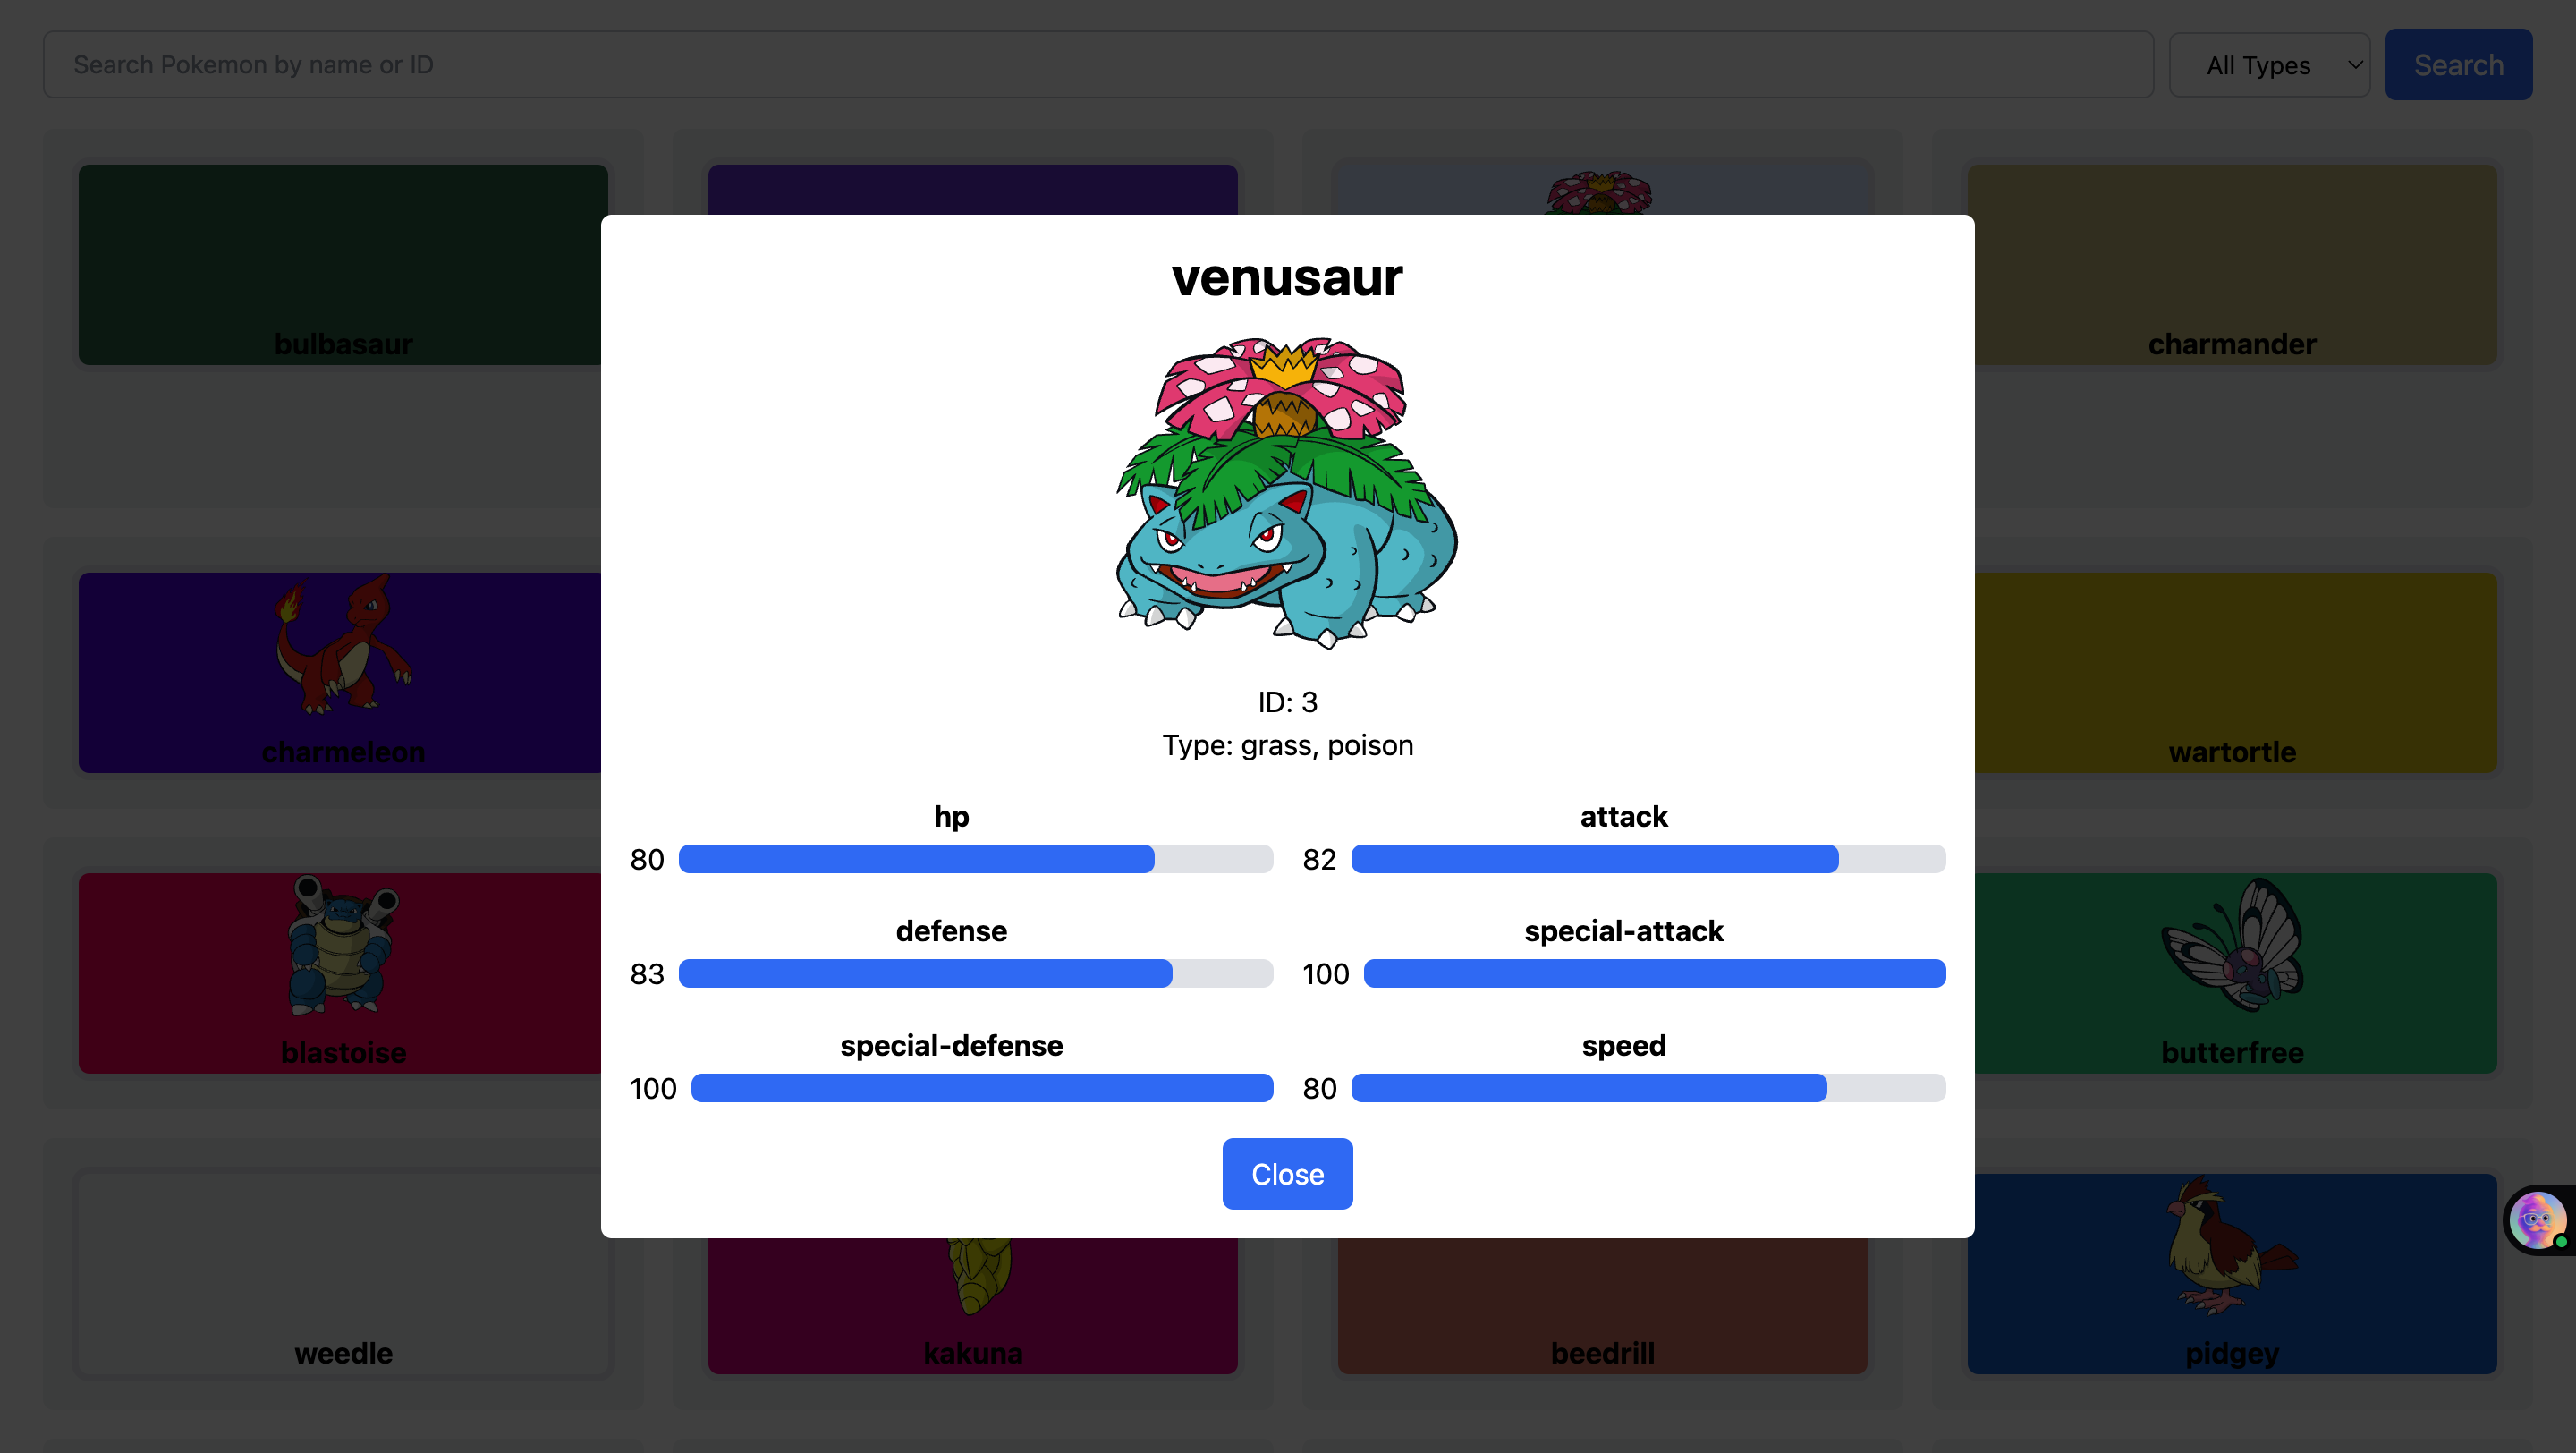 Search Pokemon by name or ID
All Types
Search
bulbasaur
charmander
venusaur
ID: 3
Type: grass, poison
hp
80
attack
82
defense
83
special-attack
100
special-defense
100
speed
80
Close
charmeleon
wartortle
blastoise
butterfree
weedle
kakuna
beedrill
pidgey